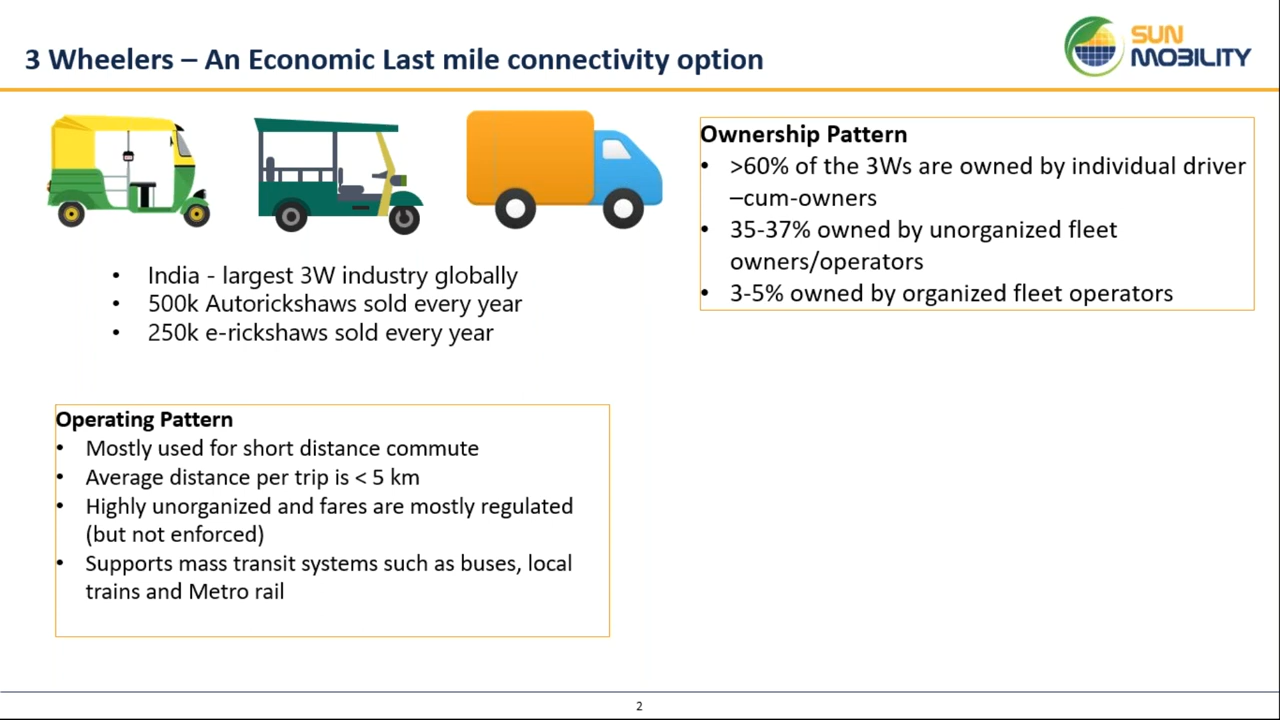 3 Wheelers – An Economic Last mile connectivity option
SUN
MOBILITY
• India - largest 3W industry globally
• 500k Autorickshaws sold every year
• 250k e-rickshaws sold every year
Ownership Pattern
• >60% of the 3Ws are owned by individual driver
–cum-owners
• 35-37% owned by unorganized fleet
owners/operators
• 3-5% owned by organized fleet operators
Operating Pattern
• Mostly used for short distance commute
• Average distance per trip is < 5 km
• Highly unorganized and fares are mostly regulated
(but not enforced)
• Supports mass transit systems such as buses, local
trains and Metro rail
2